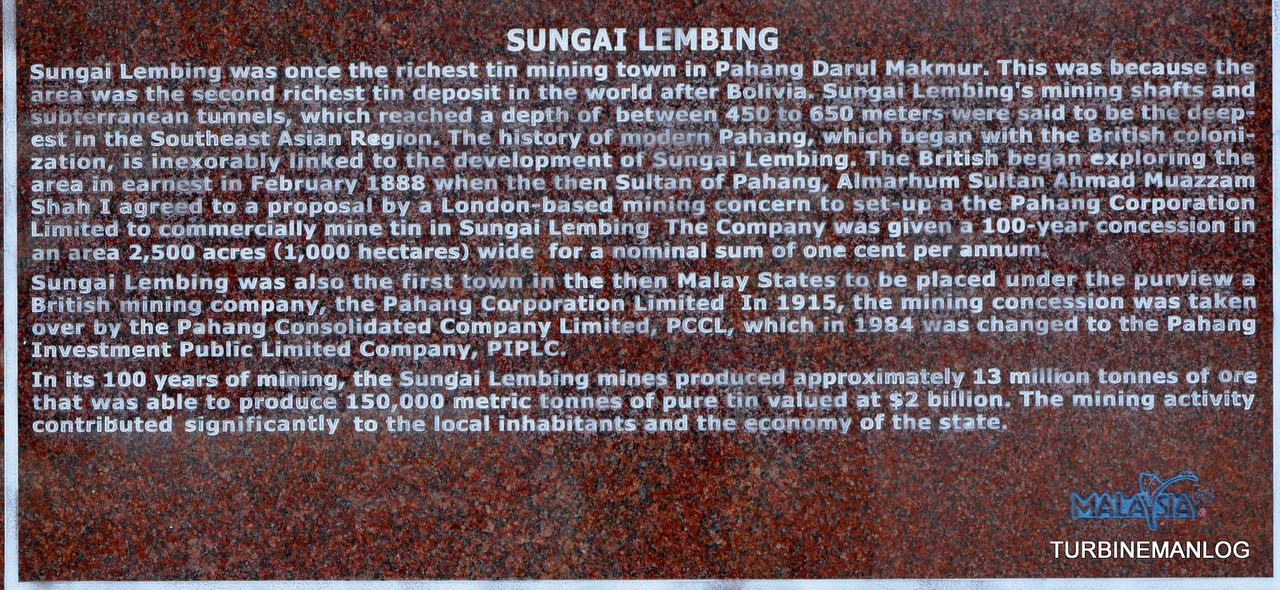 SUNGAI LEMBING
Sungai Lembing was once the richest tin mining town in Pahang Darul Makmur. This was because the
area was the second richest tin deposit in the world after Bolivia. Sungai Lembing's mining shafts and
subterranean tunnels, which reached a depth of between 450 to 650 meters were said to be the deep-
est in the Southeast Asian Region. The history of modern Pahang, which began with the British coloni-
zation, is inexorably linked to the development of Sungai Lembing. The British began exploring the
area in earnest in February 1888 when the then Sultan of Pahang, Almarhum Sultan Ahmad Muazzam
Shah I agreed to a proposal by a London-based mining concern to set-up a the Pahang Corporation
Limited to commercially mine tin in Sungai Lembing The Company was given a 100-year concession in
an area 2,500 acres (1,000 hectares) wide for a nominal sum of one cent per annum.
Sungai Lembing was also the first town in the then Malay States to be placed under the purview a
British mining company, the Pahang Corporation Limited In 1915, the mining concession was taken
over by the Pahang Consolidated Company Limited, PCCL, which in 1984 was changed to the Pahang
Investment Public Limited Company, PIPLC.
In its 100 years of mining, the Sungai Lembing mines produced approximately 13 million tonnes of ore
that was able to produce 150,000 metric tonnes of pure tin valued at $2 billion. The mining activity
contributed significantly to the local inhabitants and the economy of the state.
MALAYSIA
TURBINEMANLOG